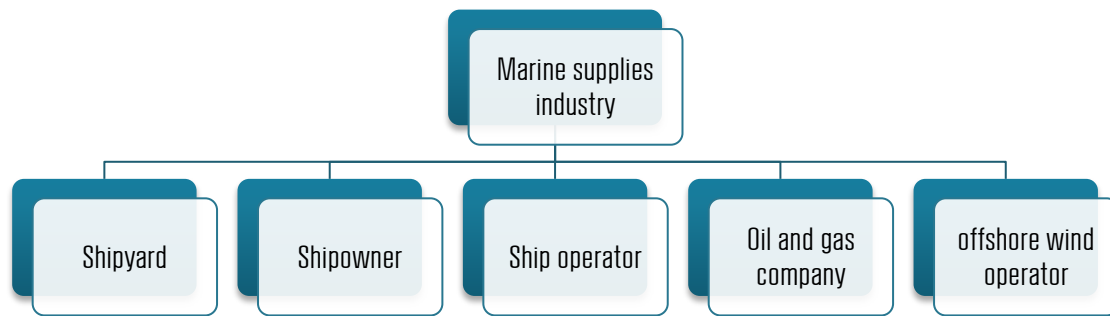 Marine supplies
industry
Shipyard
Shipowner
Ship operator
Oil and gas
company
offshore wind
operator